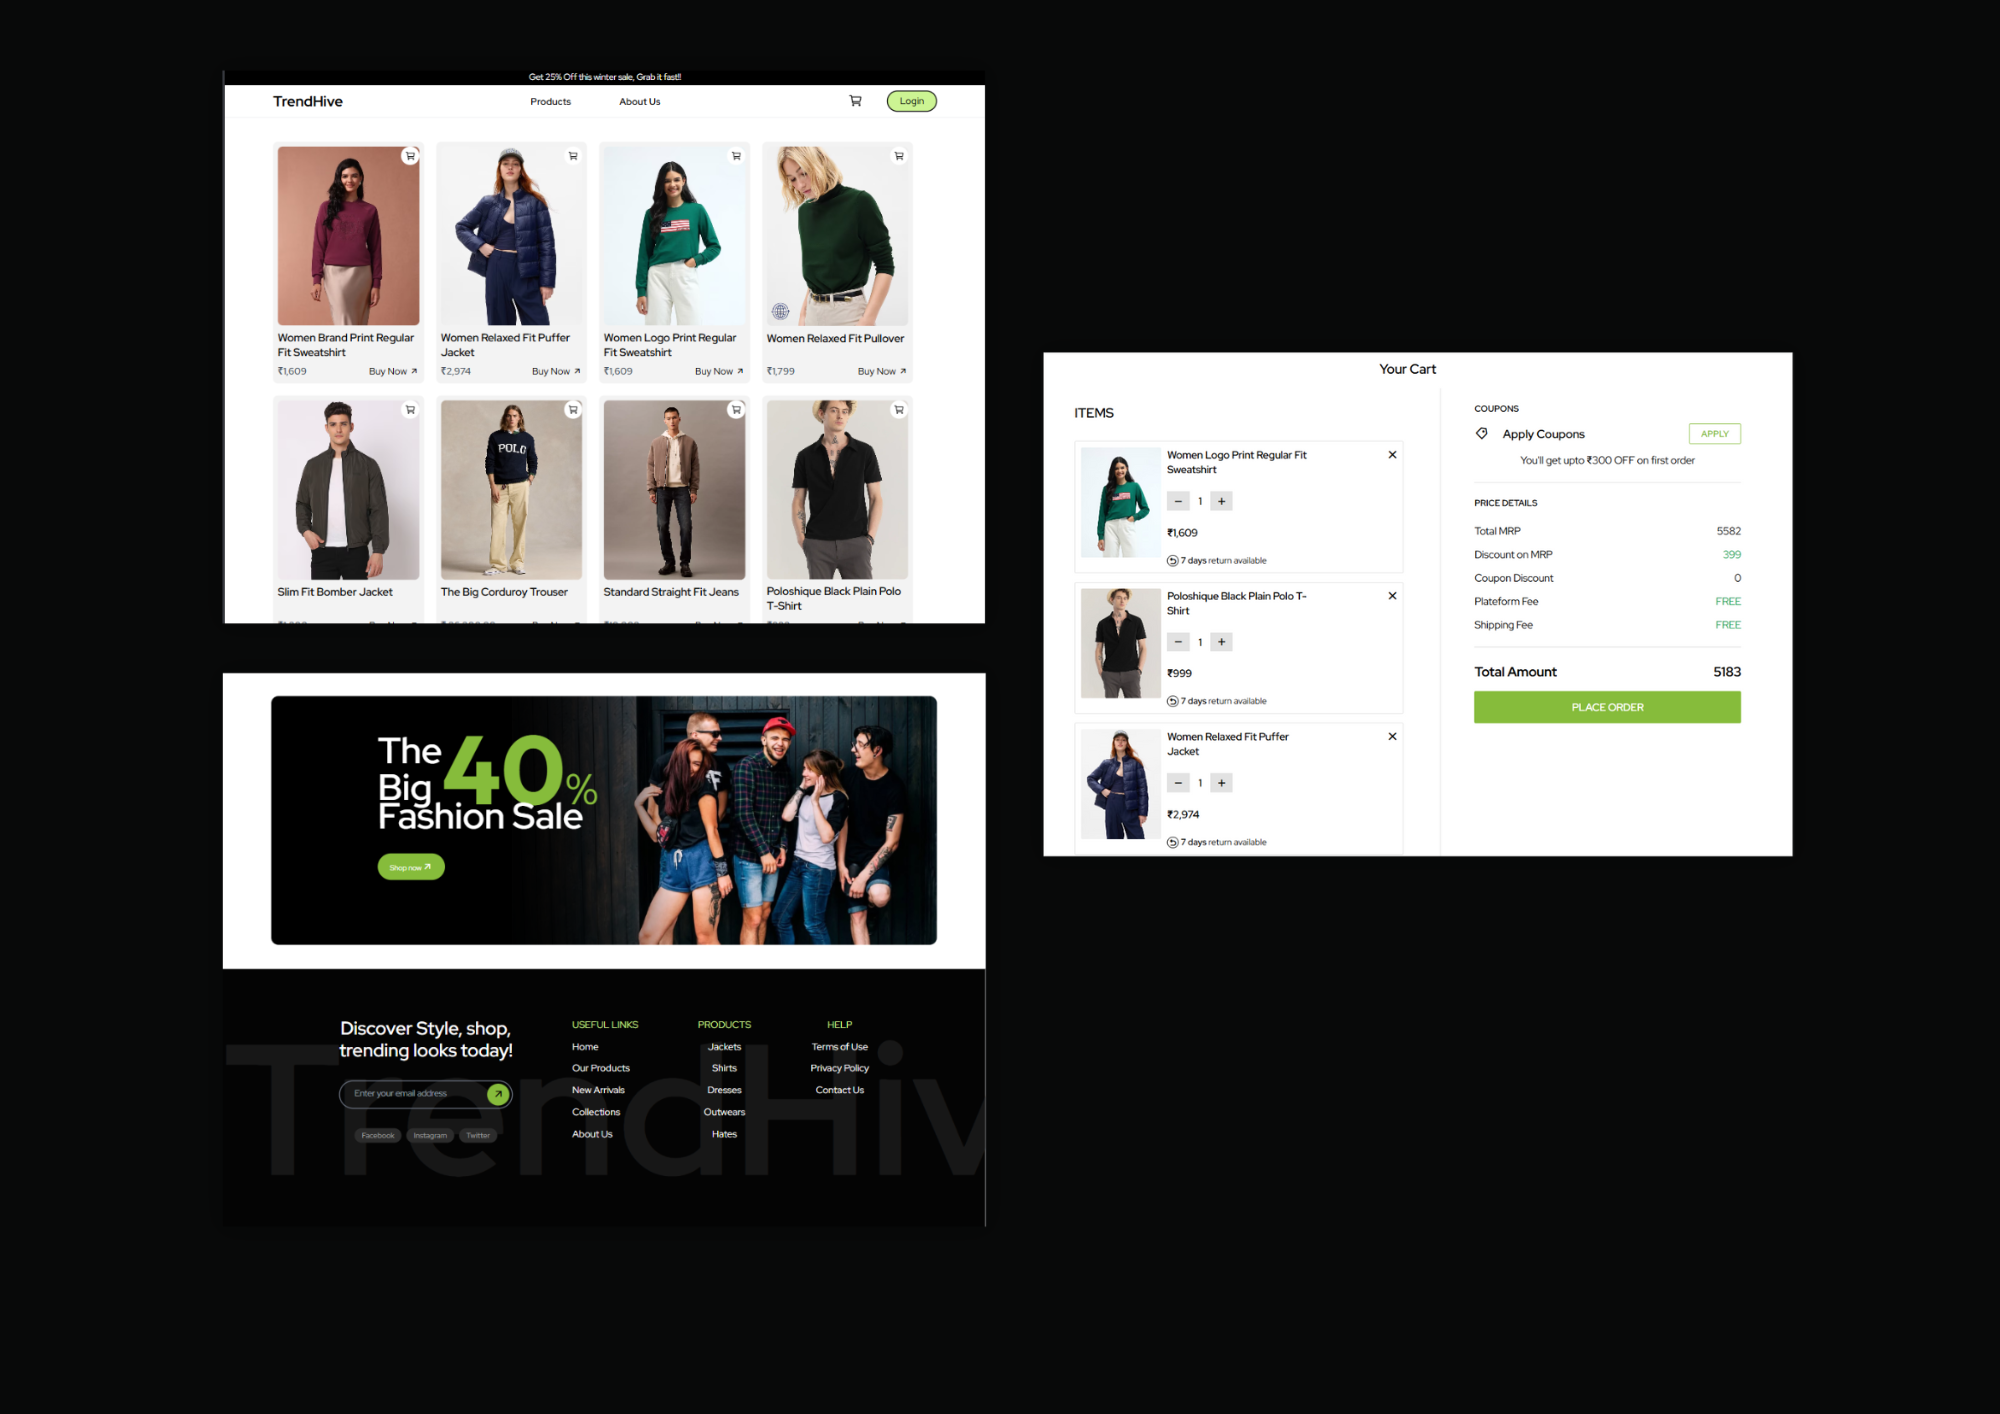 Get 25% Off this winter sale, Grab it fast!!
TrendHive
Products
About Us
Login
Women Brand Print Regular
Fit Sweatshirt
₹1,609
Buy Now
Women Relaxed Fit Puffer
Jacket
₹2,974
Buy Now
Women Logo Print Regular
Fit Sweatshirt
₹1,609
Buy Now
Women Relaxed Fit Pullover
₹1,799
Buy Now
POLO
Slim Fit Bomber Jacket
The Big Corduroy Trouser
Standard Straight Fit Jeans
Poloshique Black Plain Polo
T-Shirt
The
Big
40%
Fashion Sale
Shop now
Discover Style, shop,
trending looks today!
Enter your email address
Facebook
Instagram
Twitter
USEFUL LINKS
Home
Our Products
New Arrivals
Collections
About Us
PRODUCTS
Jackets
Shirts
Dresses
Outwears
Hates
HELP
Terms of Use
Privacy Policy
Contact Us
TrendHiv
Your Cart
ITEMS
Women Logo Print Regular Fit
Sweatshirt
− 1 +
₹1,609
7 days return available
Poloshique Black Plain Polo T-
Shirt
− 1 +
₹999
7 days return available
Women Relaxed Fit Puffer
Jacket
− 1 +
₹2,974
7 days return available
COUPONS
Apply Coupons
APPLY
You'll get upto ₹300 OFF on first order
PRICE DETAILS
Total MRP 5582
Discount on MRP 399
Coupon Discount 0
Plateform Fee FREE
Shipping Fee FREE
Total Amount 5183
PLACE ORDER